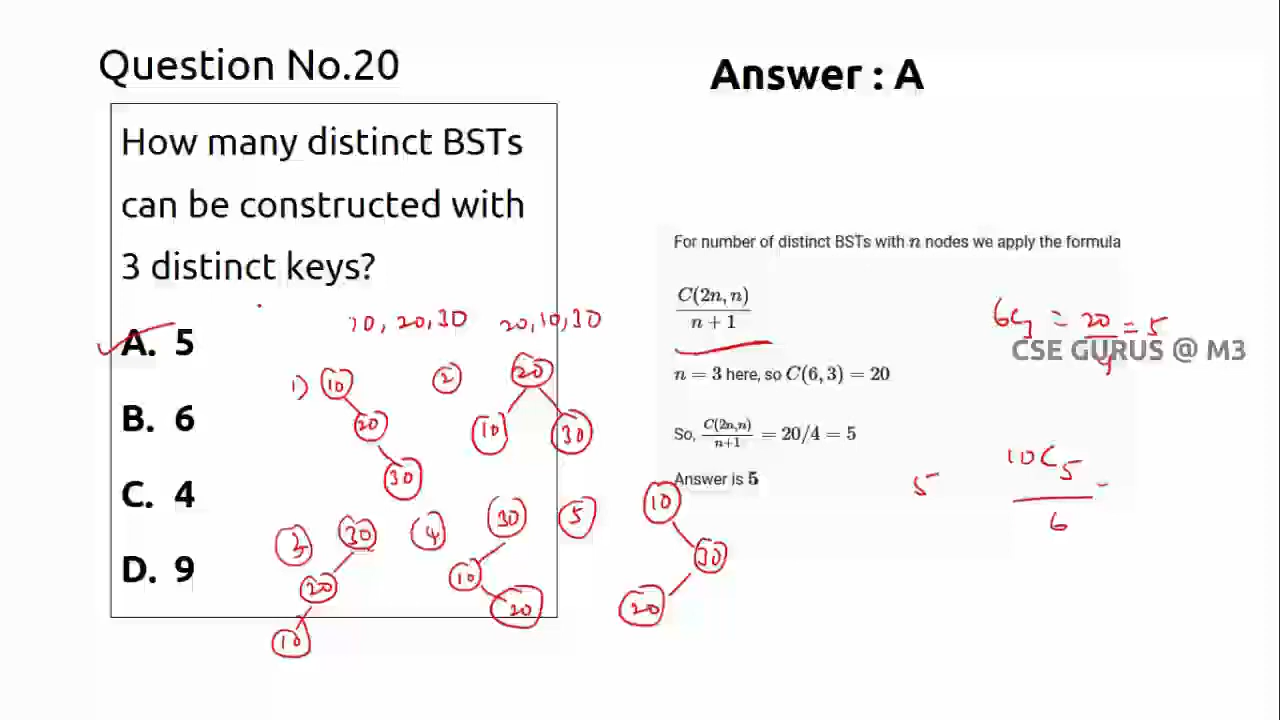 Question No.20
Answer : A
How many distinct BSTs
can be constructed with
3 distinct keys?
A. 5
B. 6
C. 4
D. 9
For number of distinct BSTs with n nodes we apply the formula
C(2n, n)
n + 1
n = 3 here, so C(6, 3) = 20
So, C(2n,n)/n+1 = 20/4 = 5
Answer is 5
CSE GURUS @ M3
10, 20, 30
20, 10, 30
1)
10
20
30
2
20
10
30
3
30
20
10
4
30
10
20
5
10
30
20
6C3 = 20/4 = 5
5
10C5
6